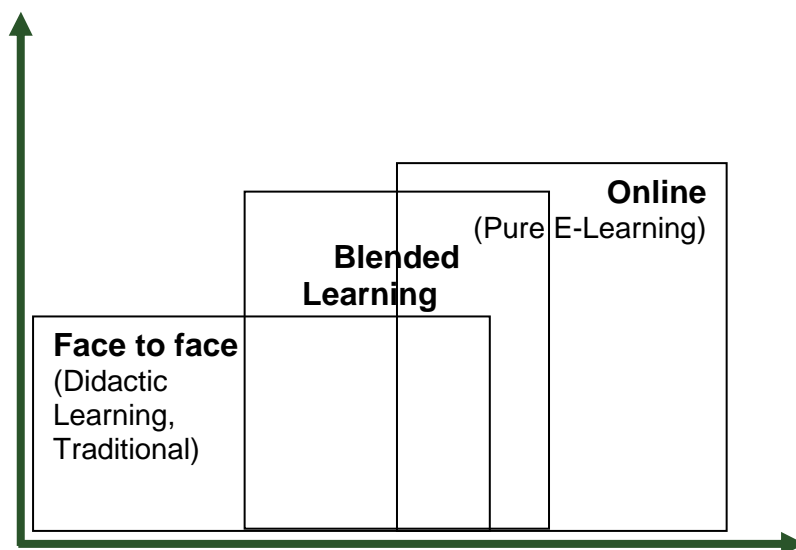 Online
(Pure E-Learning)
Blended
Learning
Face to face
(Didactic
Learning,
Traditional)